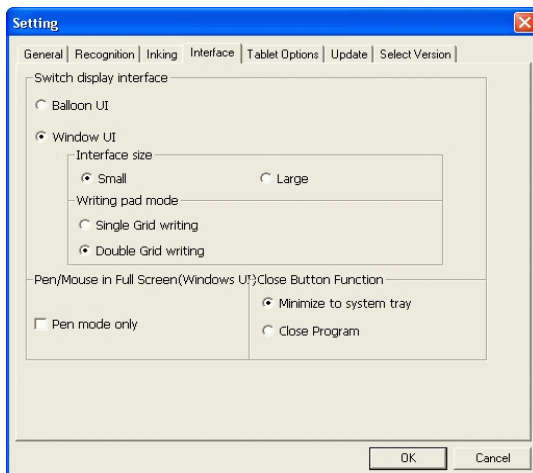 Setting
General Recognition Inking Interface Tablet Options Update Select Version
Switch display interface
Balloon UI
Window UI
Interface size
Small Large
Writing pad mode
Single Grid writing
Double Grid writing
Pen/Mouse in Full Screen(Windows UI)Close Button Function
Minimize to system tray
Pen mode only
Close Program
OK Cancel